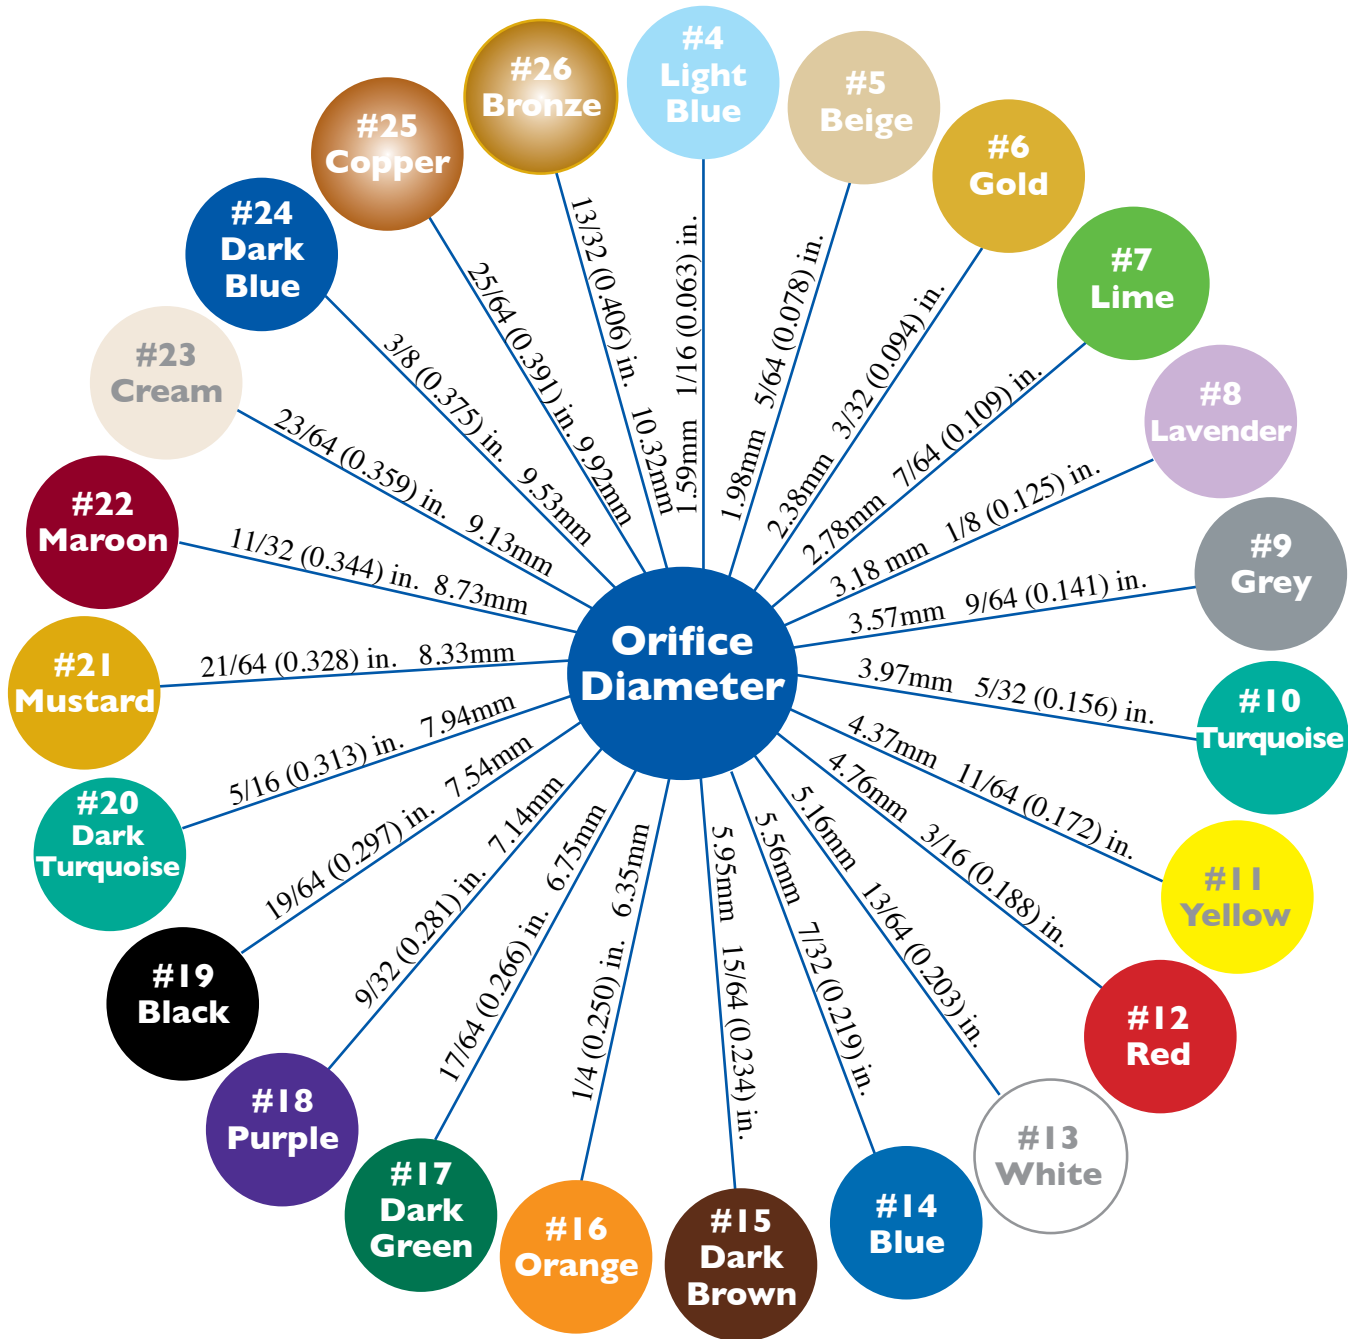 Orifice
Diameter
#4
Light
Blue
1.59mm 1/16 (0.063) in.
#5
Beige
1.98mm 5/64 (0.078) in.
#6
Gold
2.38mm 3/32 (0.094) in.
#7
Lime
2.78mm 7/64 (0.109) in.
#8
Lavender
3.18 mm 1/8 (0.125) in.
#9
Grey
3.57mm 9/64 (0.141) in.
#10
Turquoise
3.97mm 5/32 (0.156) in.
#11
Yellow
4.37mm 11/64 (0.172) in.
#12
Red
4.76mm 3/16 (0.188) in.
#13
White
5.16mm 13/64 (0.203) in.
#14
Blue
5.56mm 7/32 (0.219) in.
#15
Dark
Brown
5.95mm 15/64 (0.234) in.
#16
Orange
1/4 (0.250) in. 6.35mm
#17
Dark
Green
17/64 (0.266) in. 6.75mm
#18
Purple
9/32 (0.281) in. 7.14mm
#19
Black
19/64 (0.297) in. 7.54mm
#20
Dark
Turquoise
5/16 (0.313) in. 7.94mm
#21
Mustard
21/64 (0.328) in. 8.33mm
#22
Maroon
11/32 (0.344) in. 8.73mm
#23
Cream
23/64 (0.359) in. 9.13mm
#24
Dark
Blue
3/8 (0.375) in. 9.53mm
#25
Copper
25/64 (0.391) in. 9.92mm
#26
Bronze
13/32 (0.406) in. 10.32mm